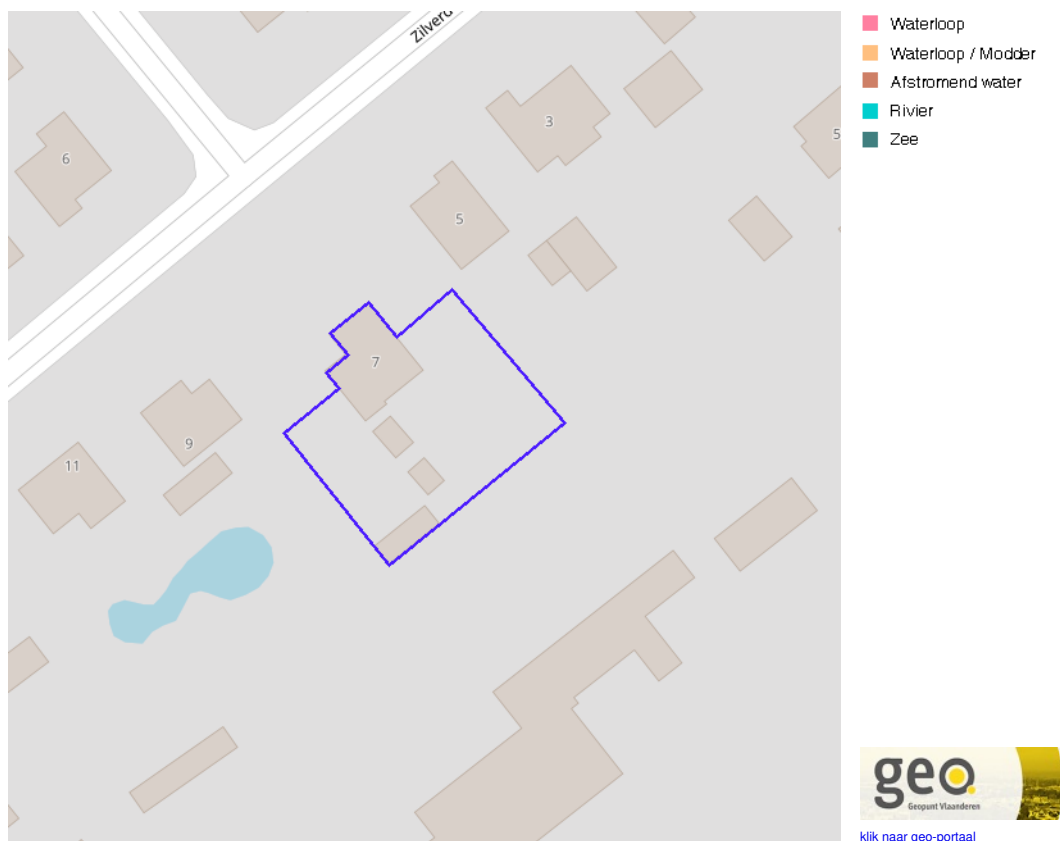 Zilverd
6
3
5
5
7
9
11
Waterloop
Waterloop / Modder
Afstromend water
Rivier
Zee
geo
Geopunt Vlaanderen
klik naar geo-portaal